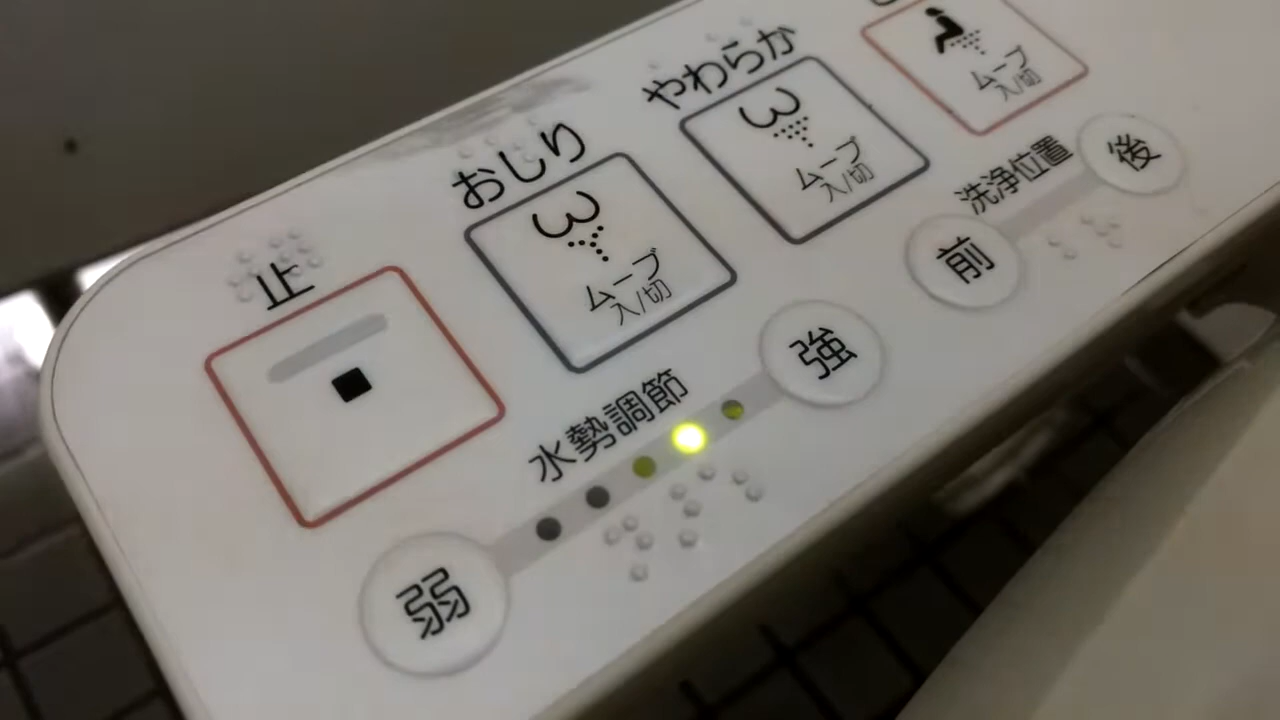 止
おしり
ムーブ
入/切
やわらか
ムーブ
入/切
ムーブ
入/切
水勢調節
弱
強
洗浄位置
前
後